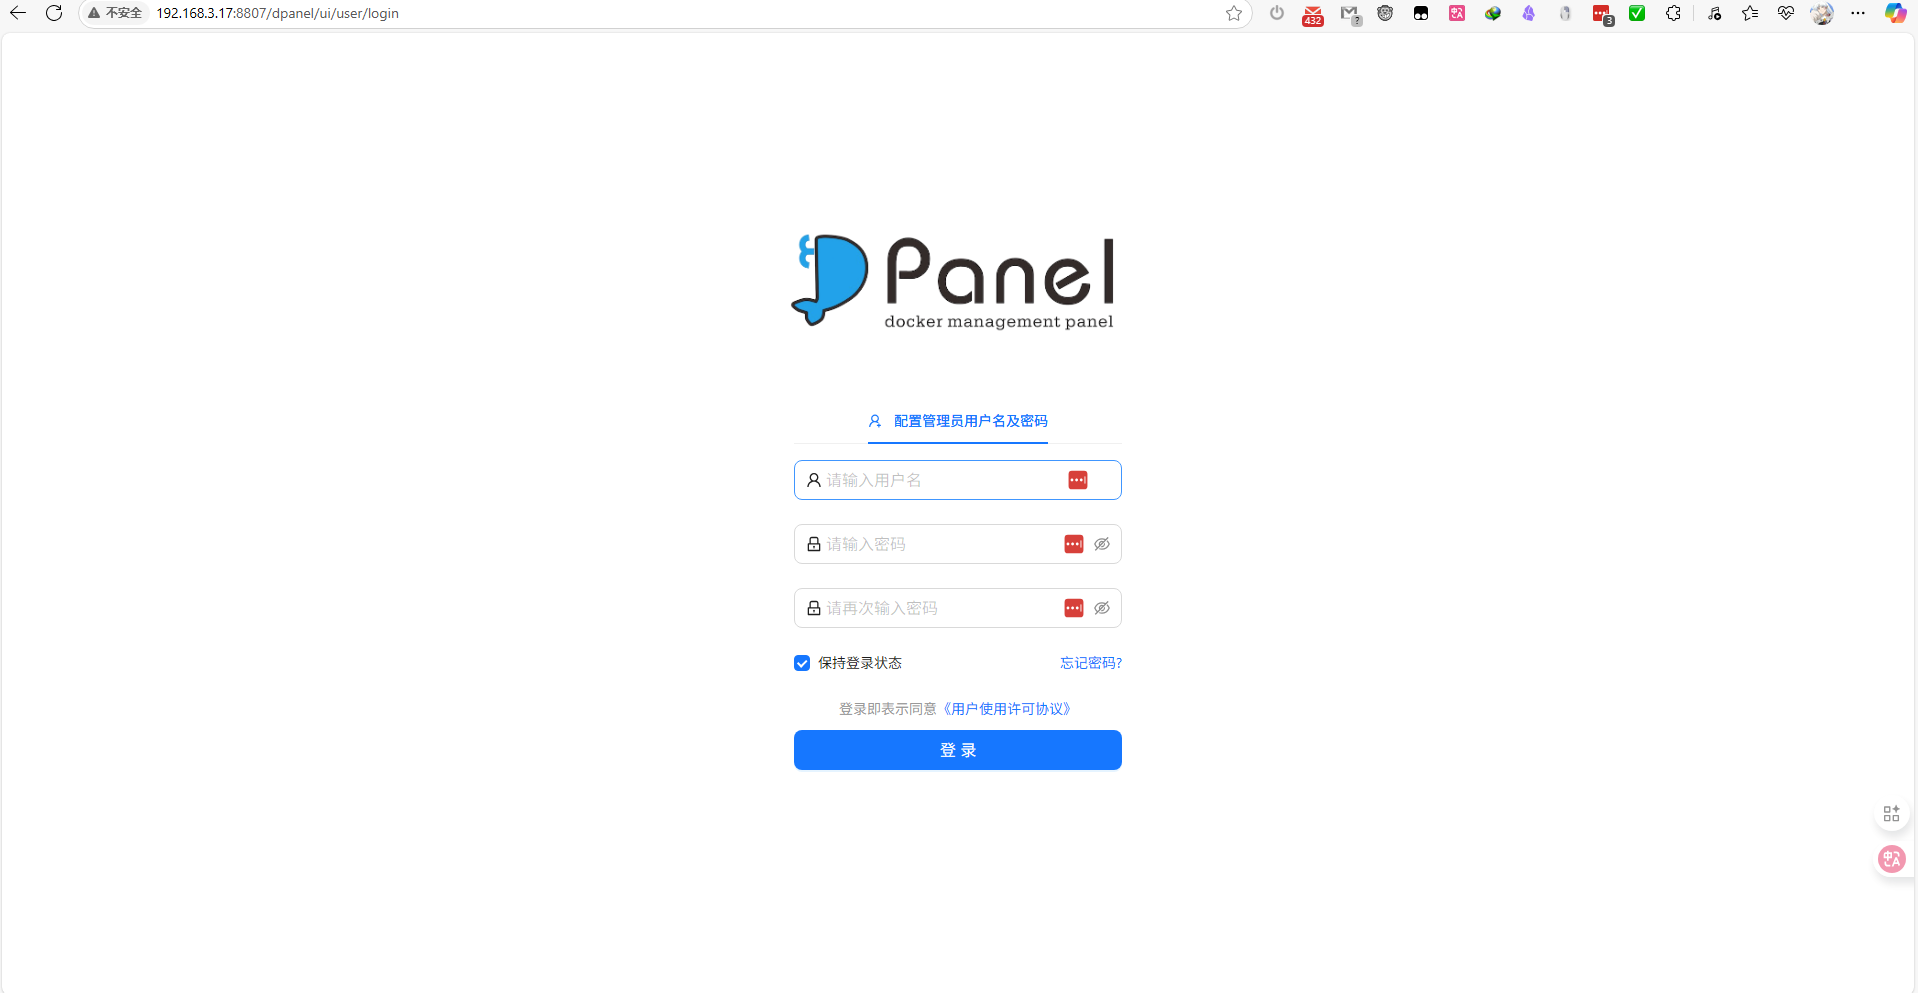 不安全 192.168.3.17:8807/dpanel/ui/user/login
432
?
3
Panel
docker management panel
配置管理员用户名及密码
请输入用户名
请输入密码
请再次输入密码
保持登录状态 忘记密码?
登录即表示同意《用户使用许可协议》
登 录